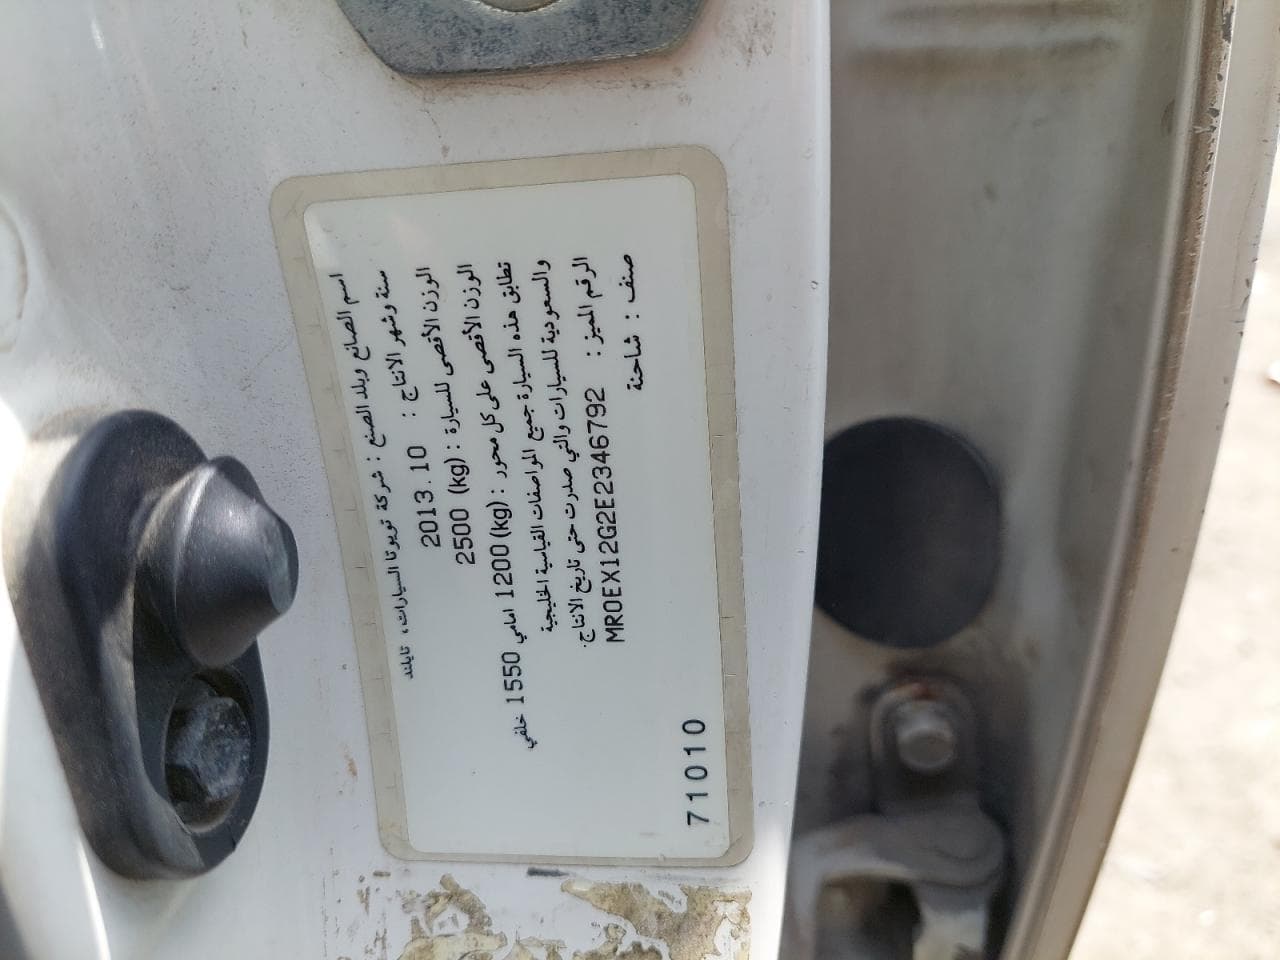 اسم الصانع وبلد الصنع : شركة تويوتا السيارات، تايلند
سنة وشهر الانتاج : 2013.10
الوزن الأقصى للسيارة : (kg) 2500
الوزن الأقصى على كل محور : (kg) 1200 امامي 1550 خلفي
تطابق هذه السيارة جميع المواصفات القياسية الخليجية
والسعودية للسيارات والتي صدرت حتى تاريخ الانتاج.
الرقم المميز : MR0EX12G2E2346792
صنف : شاحنة
71010